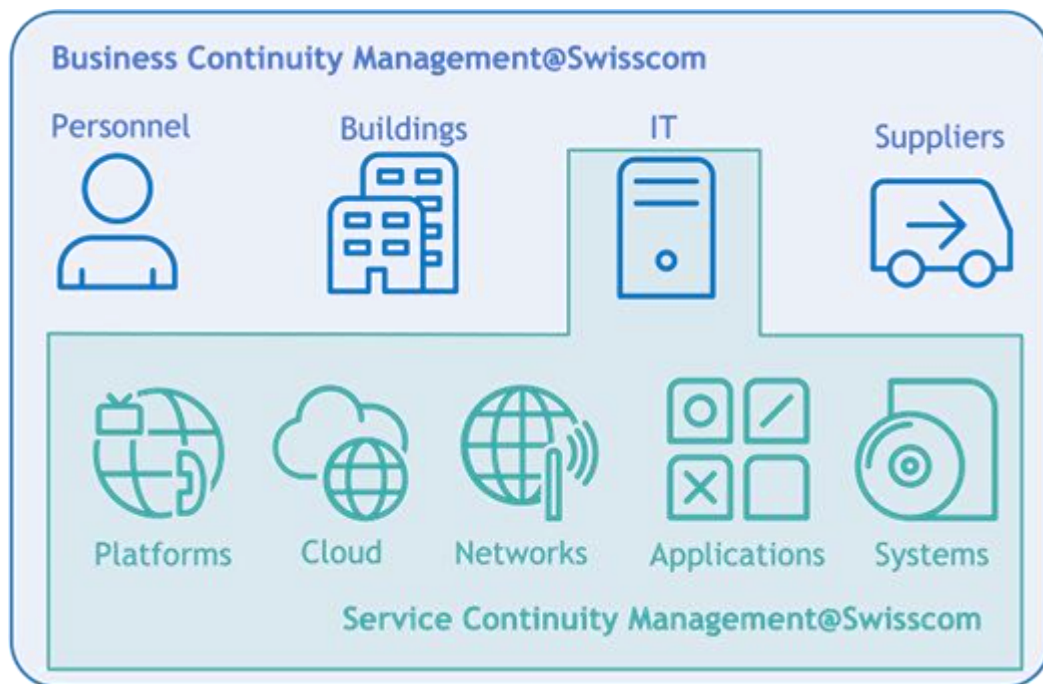 Business Continuity Management@Swisscom
Personnel
Buildings
IT
Suppliers
Platforms
Cloud
Networks
Applications
Systems
Service Continuity Management@Swisscom